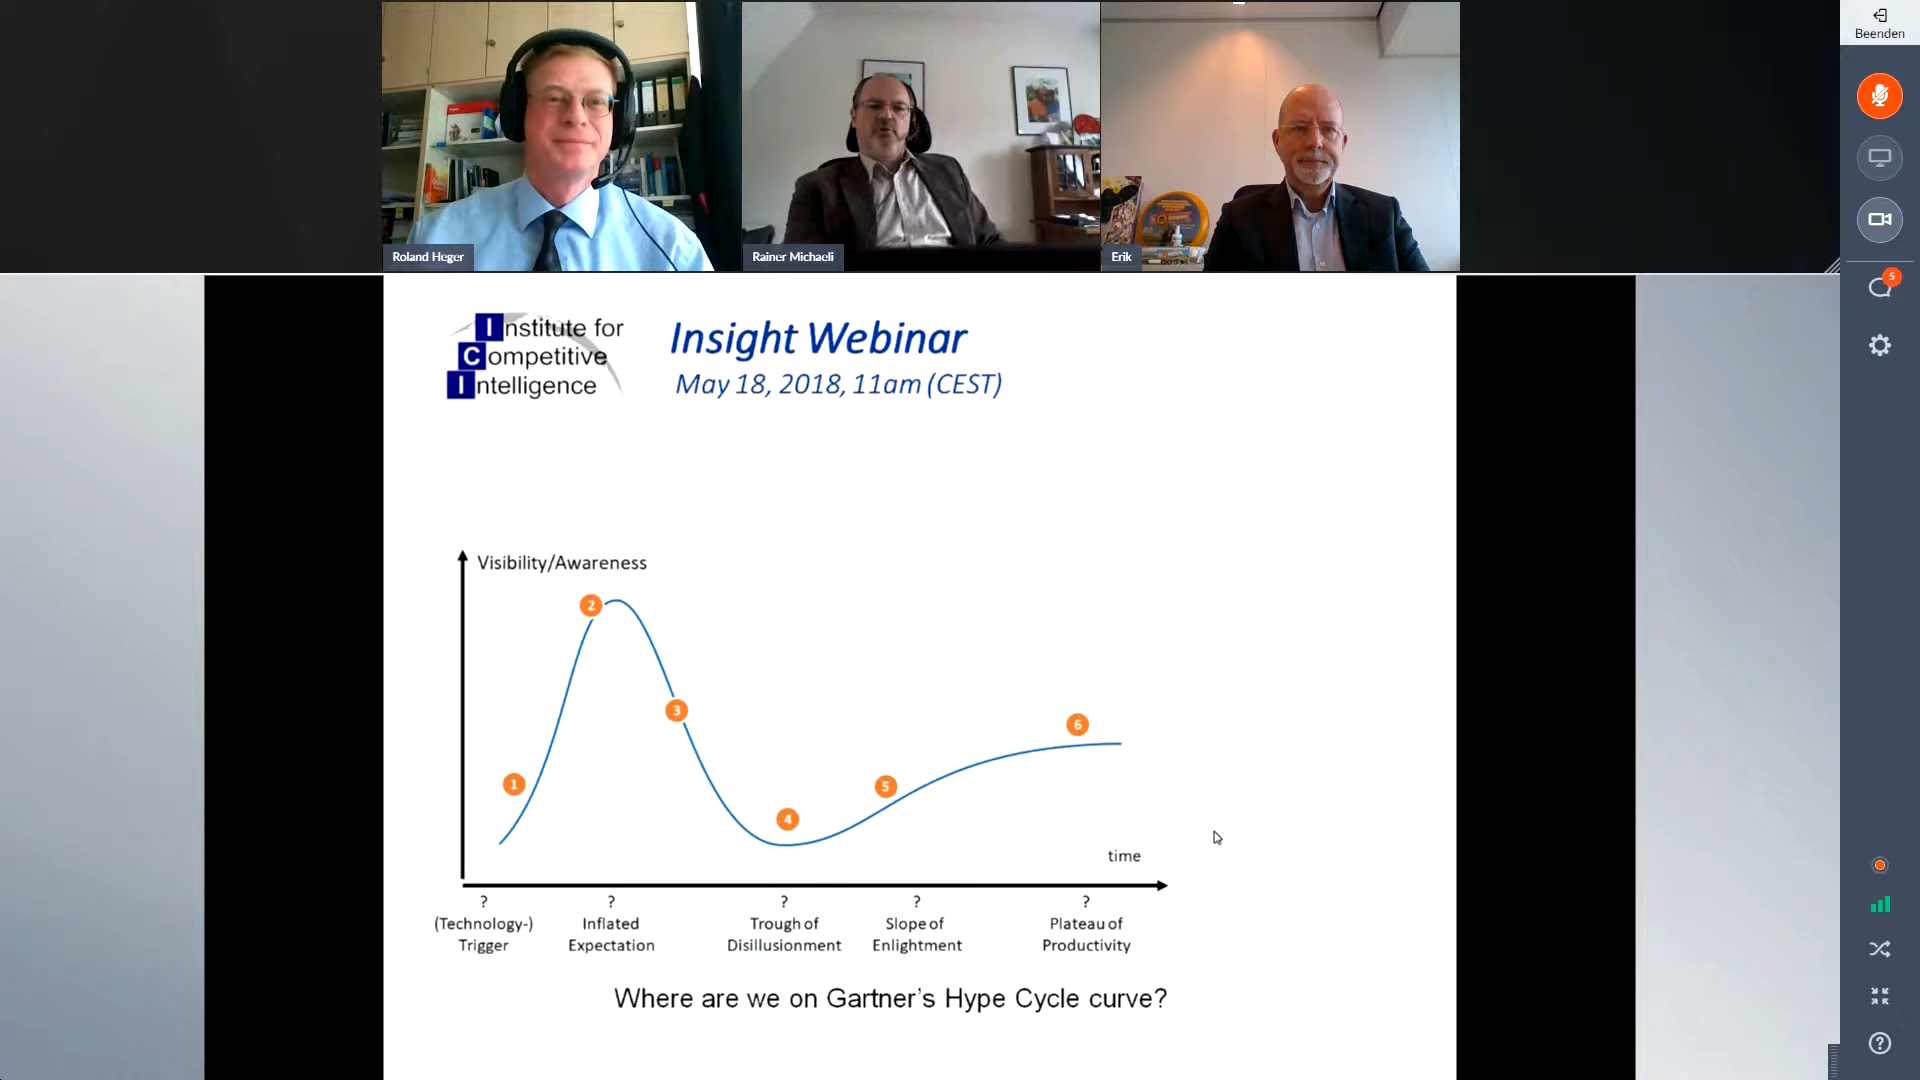 Beenden
Roland Heger
Rainer Michaeli
Erik
5
Institute for
Competitive
Intelligence
Insight Webinar
May 18, 2018, 11am (CEST)
Visibility/Awareness
2
3
6
1
5
4
time
? ? ? ? ?
(Technology-) Inflated Trough of Slope of Plateau of
Trigger Expectation Disillusionment Enlightment Productivity
Where are we on Gartner's Hype Cycle curve?